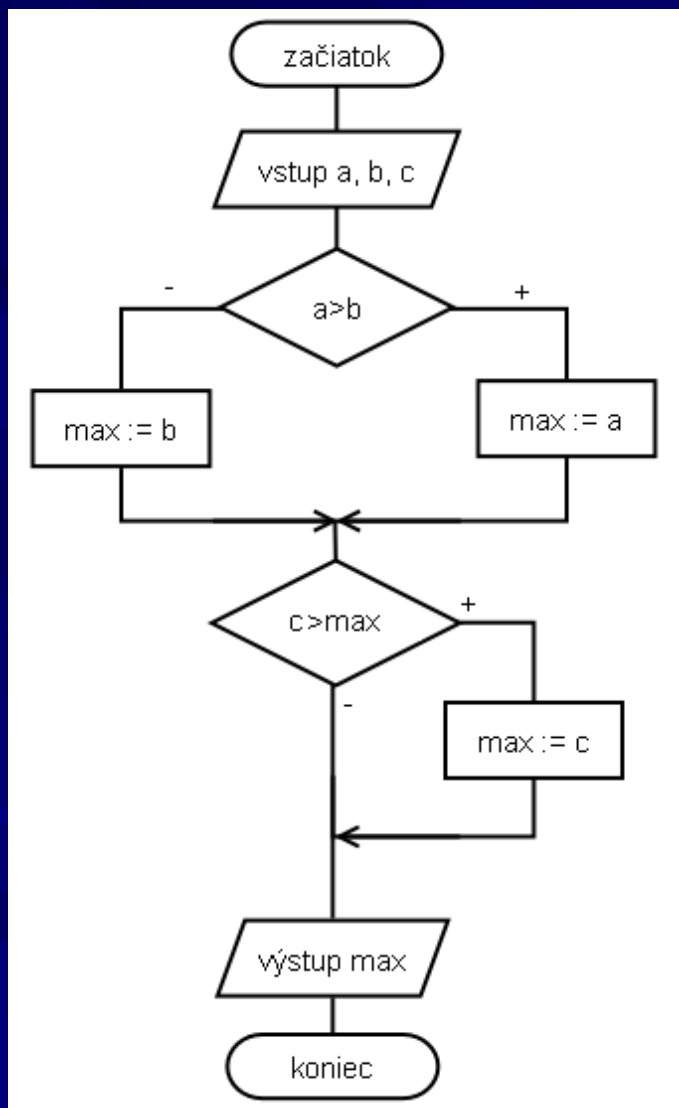 začiatok
vstup a, b, c
a>b
-
+
max := b
max := a
c>max
+
-
max := c
výstup max
koniec